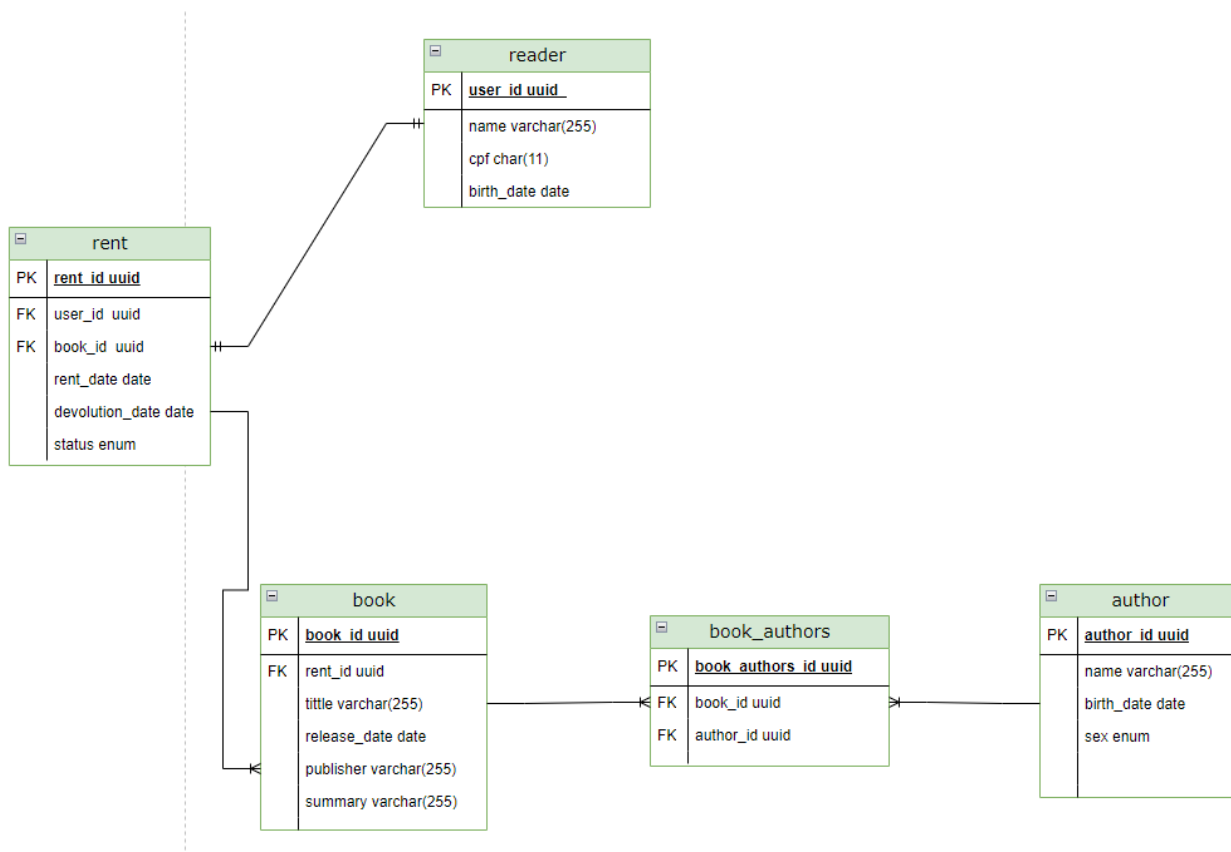 reader
PK user_id uuid
name varchar(255)
cpf char(11)
birth_date date
rent
PK rent_id uuid
FK user_id uuid
FK book_id uuid
rent_date date
devolution_date date
status enum
book
PK book_id uuid
FK rent_id uuid
tittle varchar(255)
release_date date
publisher varchar(255)
summary varchar(255)
book_authors
PK book_authors_id uuid
FK book_id uuid
FK author_id uuid
author
PK author_id uuid
name varchar(255)
birth_date date
sex enum